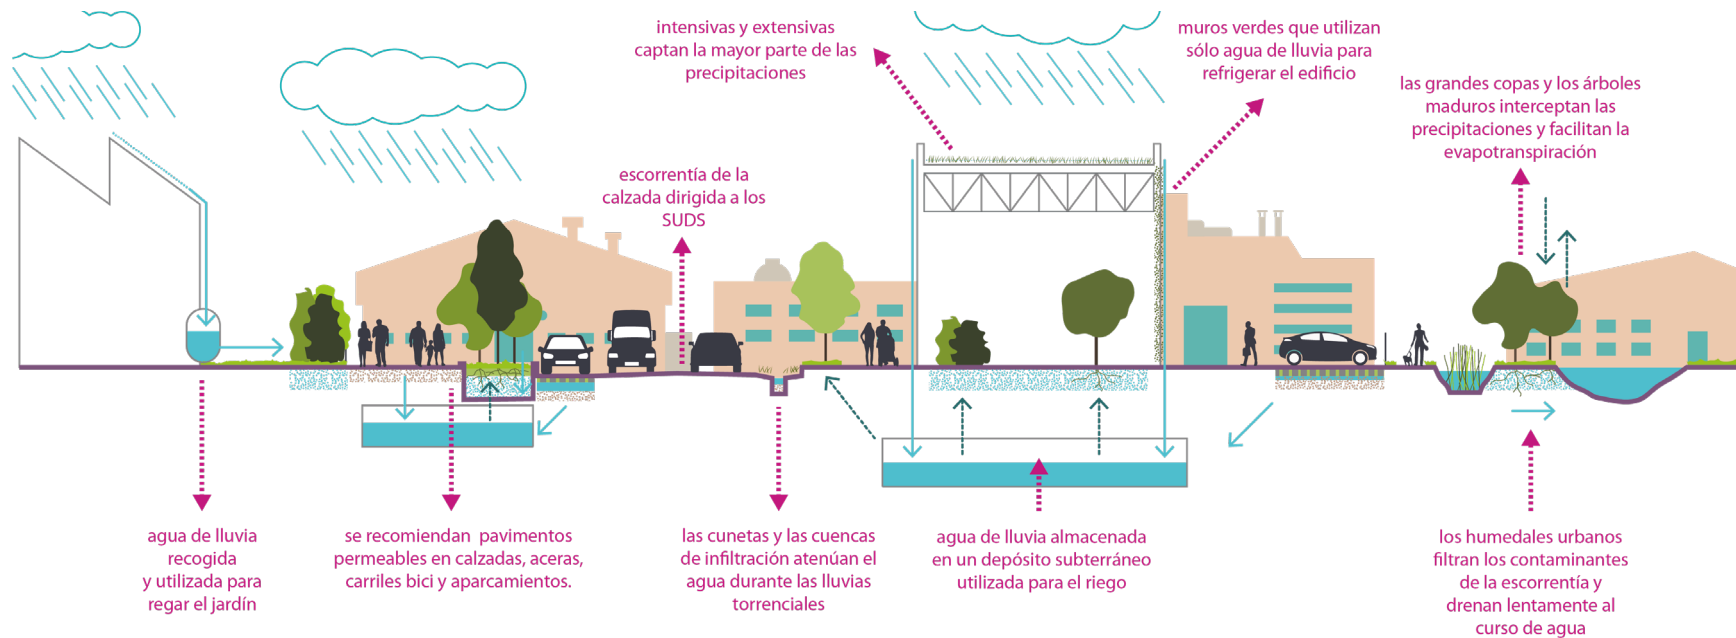 intensivas y extensivas
captan la mayor parte de las
precipitaciones
muros verdes que utilizan
sólo agua de lluvia para
refrigerar el edificio
las grandes copas y los árboles
maduros interceptan las
precipitaciones y facilitan la
evapotranspiración
escorrentía de la
calzada dirigida a los
SUDS
agua de lluvia
recogida
y utilizada para
regar el jardín
se recomiendan pavimentos
permeables en calzadas, aceras,
carriles bici y aparcamientos.
las cunetas y las cuencas
de infiltración atenúan el
agua durante las lluvias
torrenciales
agua de lluvia almacenada
en un depósito subterráneo
utilizada para el riego
los humedales urbanos
filtran los contaminantes
de la escorrentía y
drenan lentamente al
curso de agua